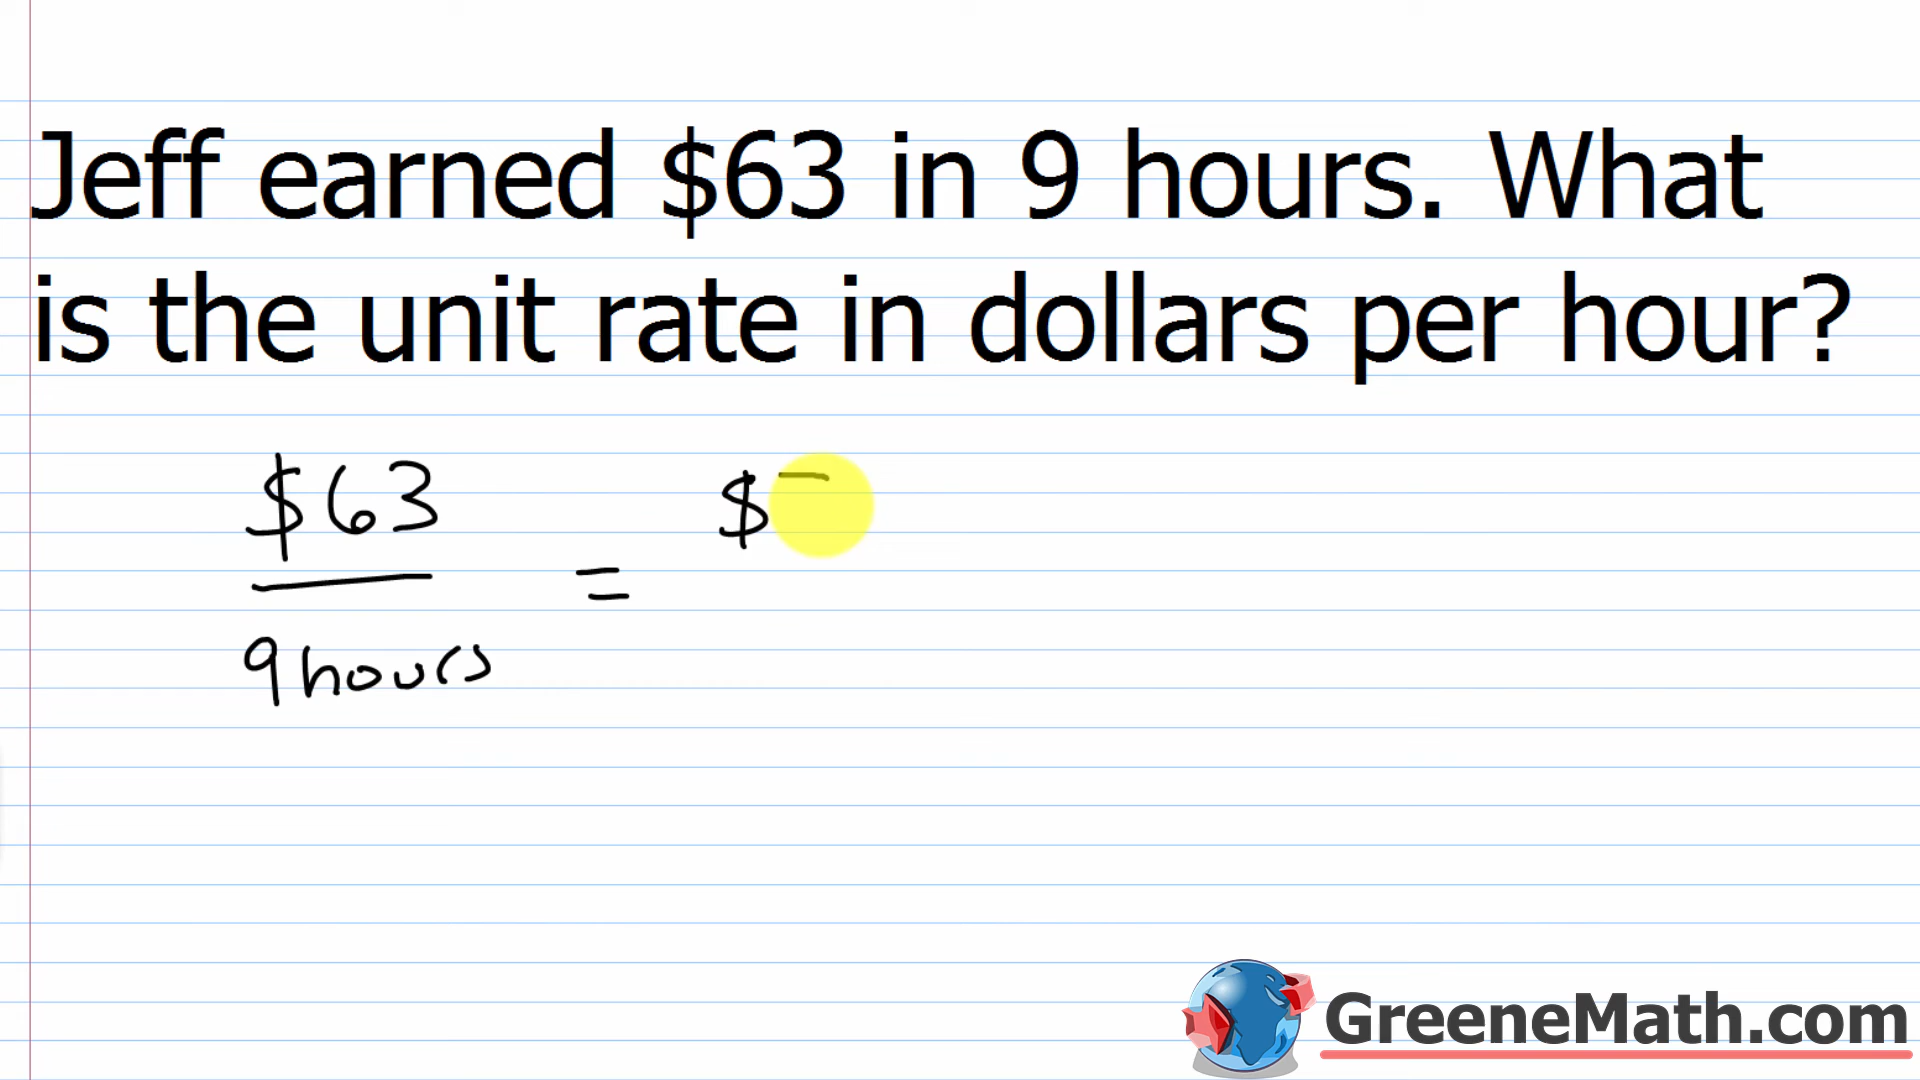 Jeff earned $63 in 9 hours. What
is the unit rate in dollars per hour?
$63
9 hours
=
$
GreeneMath.com